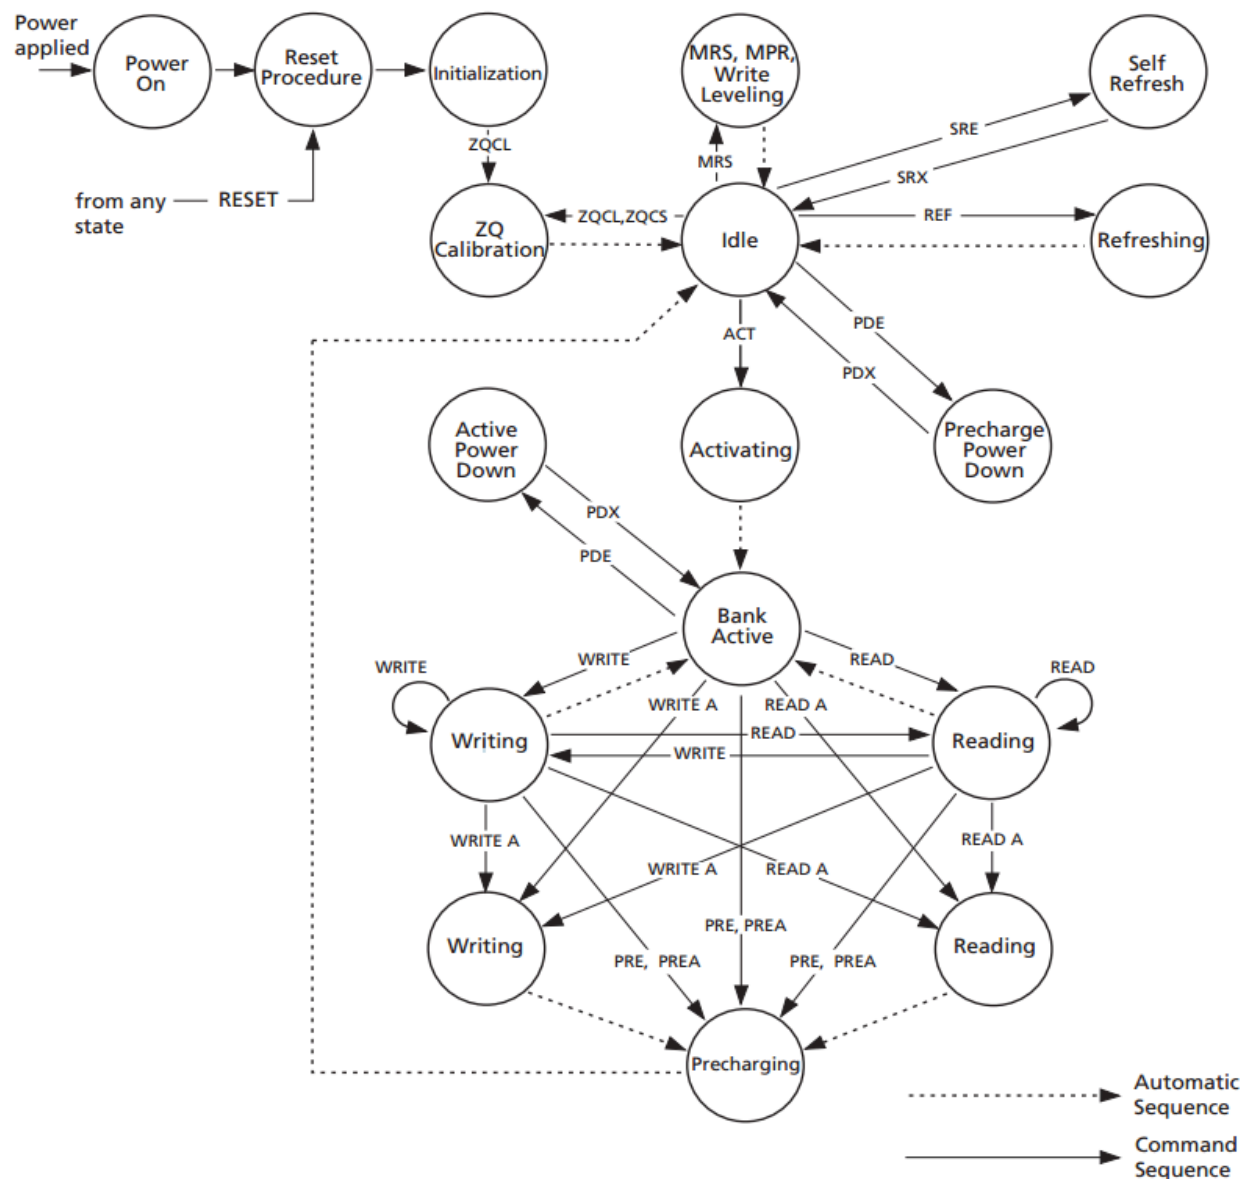 Power
applied
Power
On
Reset
Procedure
Initialization
MRS, MPR,
Write
Leveling
Self
Refresh
ZQCL
MRS
SRE
SRX
from any
state
RESET
ZQ
Calibration
ZQCL,ZQCS
Idle
REF
Refreshing
ACT
PDE
PDX
Active
Power
Down
Activating
Precharge
Power
Down
PDX
PDE
Bank
Active
WRITE
WRITE
READ
READ
WRITE A
READ A
Writing
READ
WRITE
Reading
WRITE A
READ A
WRITE A
READ A
Writing
PRE, PREA
Reading
PRE, PREA
PRE, PREA
Precharging
Automatic
Sequence
Command
Sequence